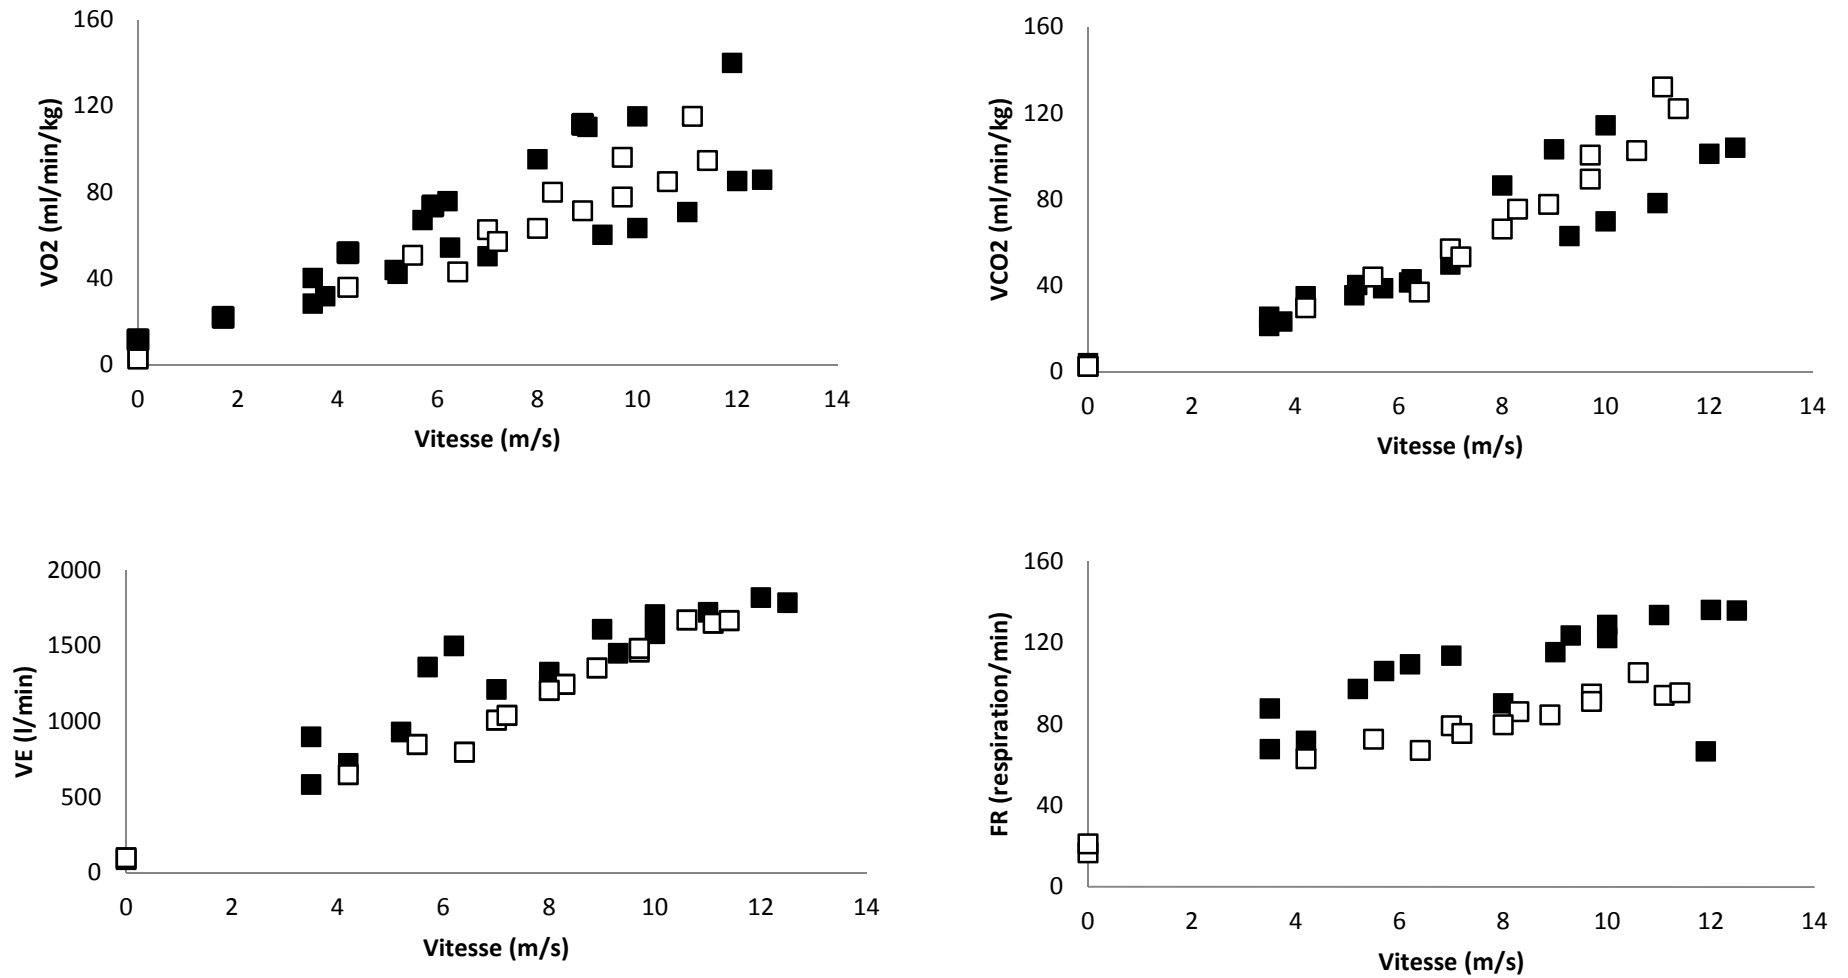 160
120
80
40
0
VO2 (ml/min/kg)
0 2 4 6 8 10 12 14
Vitesse (m/s)
160
120
80
40
0
VCO2 (ml/min/kg)
0 2 4 6 8 10 12 14
Vitesse (m/s)
2000
1500
1000
500
0
VE (l/min)
0 2 4 6 8 10 12 14
Vitesse (m/s)
160
120
80
40
0
FR (respiration/min)
0 2 4 6 8 10 12 14
Vitesse (m/s)